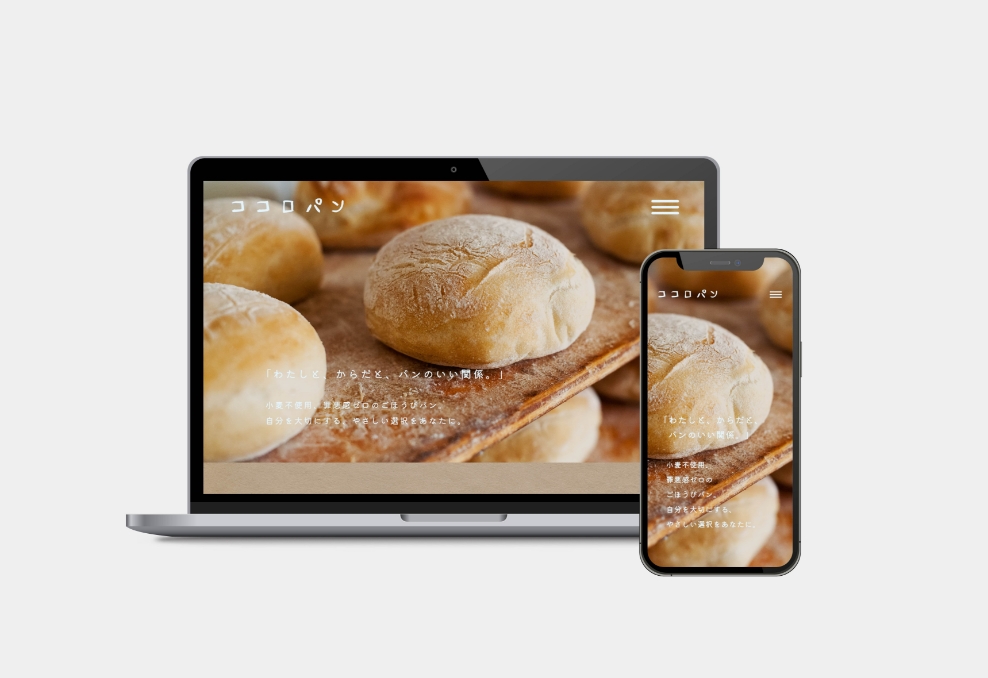 ココロパン
「わたしと、からだと、パンのいい関係。」
小麦不使用。罪悪感ゼロのごほうびパン。
自分を大切にする、やさしい選択をあなたに。
ココロパン
「わたしと、からだと、
パンのいい関係。」
小麦不使用。
罪悪感ゼロの
ごほうびパン。
自分を大切にする、
やさしい選択をあなたに。